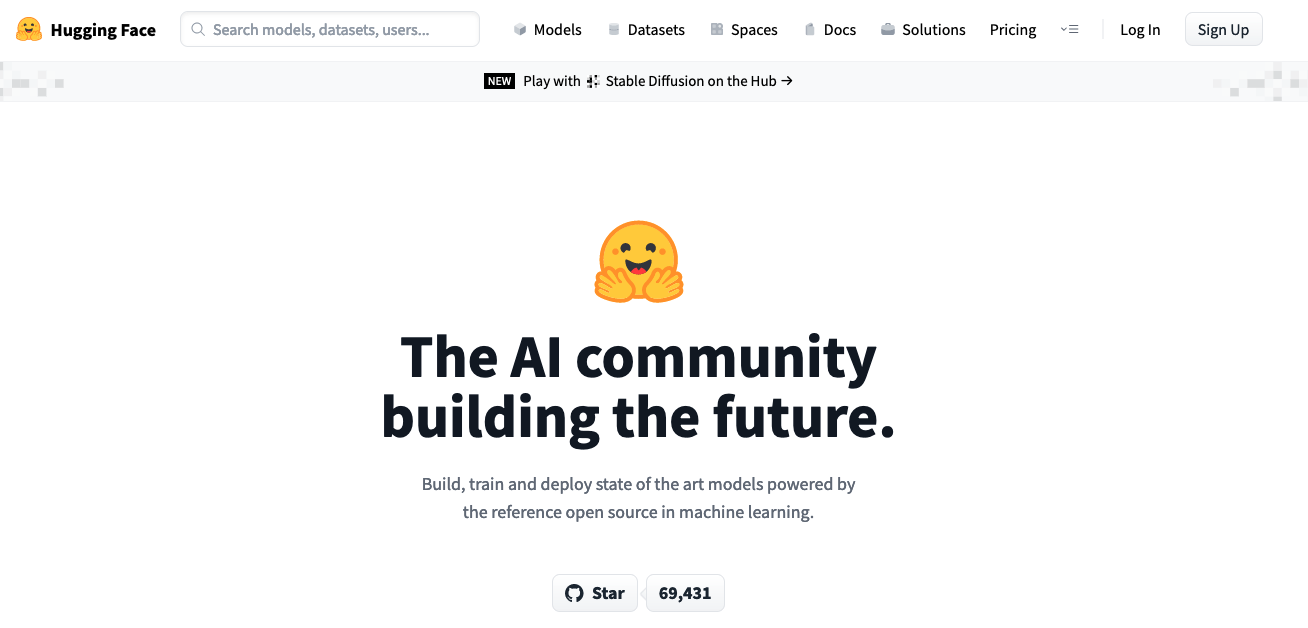 Hugging Face Search models, datasets, users... Models Datasets Spaces Docs Solutions Pricing Log In Sign Up
NEW Play with Stable Diffusion on the Hub →
The AI community
building the future.
Build, train and deploy state of the art models powered by
the reference open source in machine learning.
Star 69,431